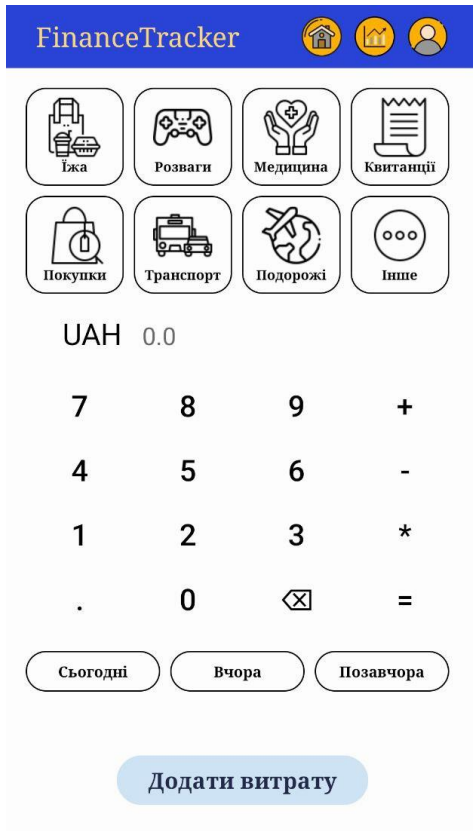 FinanceTracker
Їжа Розваги Медицина Квитанції
Покупки Транспорт Подорожі Інше
UAH 0.0
7 8 9 +
4 5 6 -
1 2 3 *
. 0 =
Сьогодні Вчора Позавчора
Додати витрату